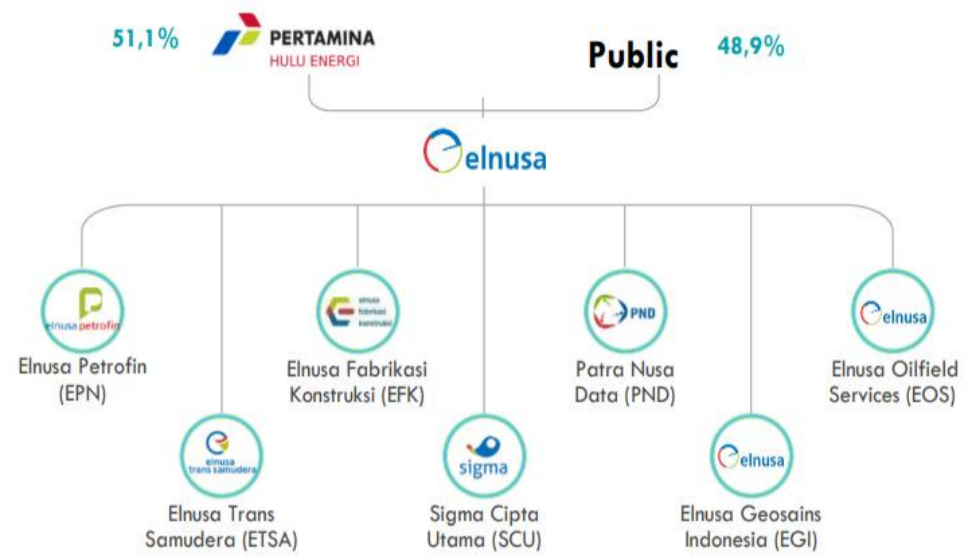 51,1%
PERTAMINA
HULU ENERGI
Public
48,9%
elnusa
elnusa petrofin
Elnusa Petrofin
(EPN)
elnusa
trans samudera
Elnusa Trans
Samudera (ETSA)
elnusa
fabrikasi
konstruksi
Elnusa Fabrikasi
Konstruksi (EFK)
sigma
Sigma Cipta
Utama (SCU)
PND
Patra Nusa
Data (PND)
elnusa
Elnusa Geosains
Indonesia (EGI)
elnusa
Elnusa Oilfield
Services (EOS)